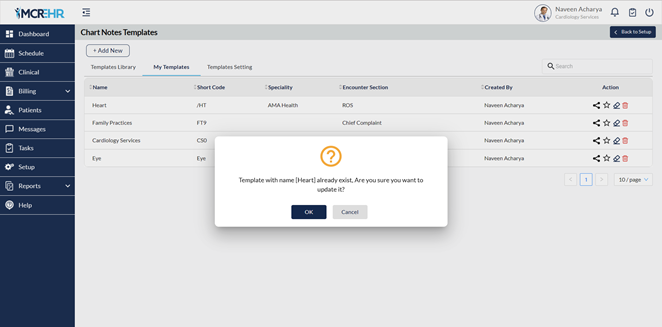 MCREHR
Naveen Acharya
Cardiology Services
Dashboard
Schedule
Clinical
Billing
Patients
Messages
Tasks
Setup
Reports
Help
Chart Notes Templates
Back to Setup
+ Add New
Templates Library
My Templates
Templates Setting
Search
Name Short Code Speciality Encounter Section Created By Action
Heart /HT AMA Health ROS Naveen Acharya
Family Practices FT9 Chief Complaint Naveen Acharya
Cardiology Services CS0 Naveen Acharya
Eye Eye Naveen Acharya
1
10 / page
?
Template with name [Heart] already exist, Are you sure you want to
update it?
OK
Cancel